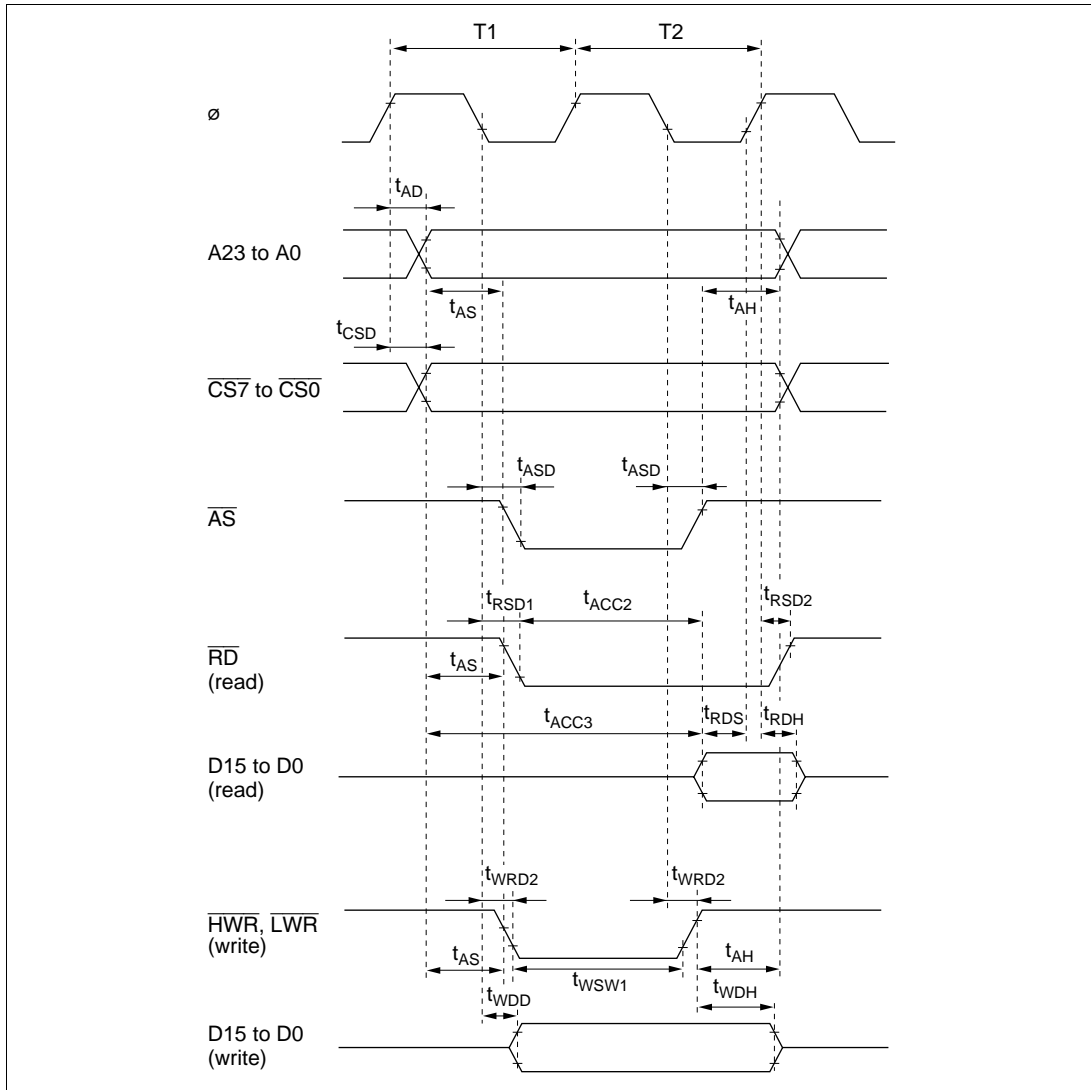 T1 T2
ø
tAD
A23 to A0
tAS tAH
tCSD
CS7 to CS0
tASD tASD
AS
tRSD1 tACC2 tRSD2
RD
(read)
tAS
tACC3 tRDS tRDH
D15 to D0
(read)
tWRD2 tWRD2
HWR, LWR
(write)
tAS tWSW1 tAH
tWDD tWDH
D15 to D0
(write)